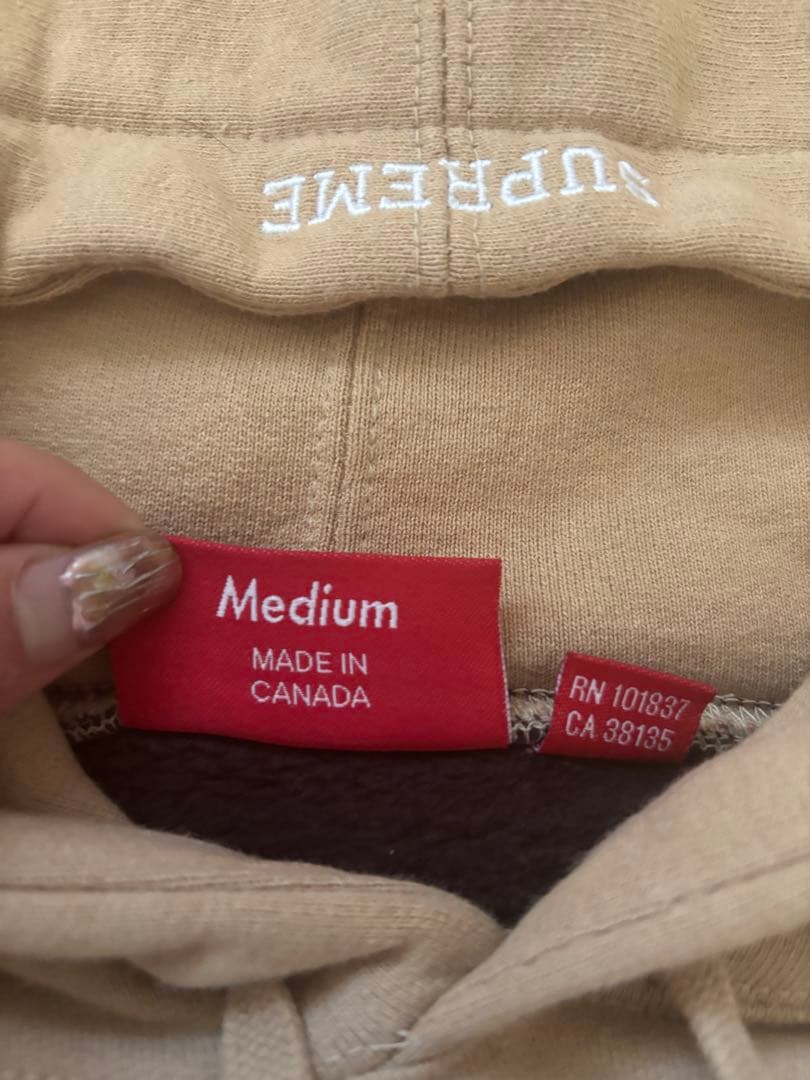 SUPREME
Medium
MADE IN
CANADA
RN 101837
CA 38135